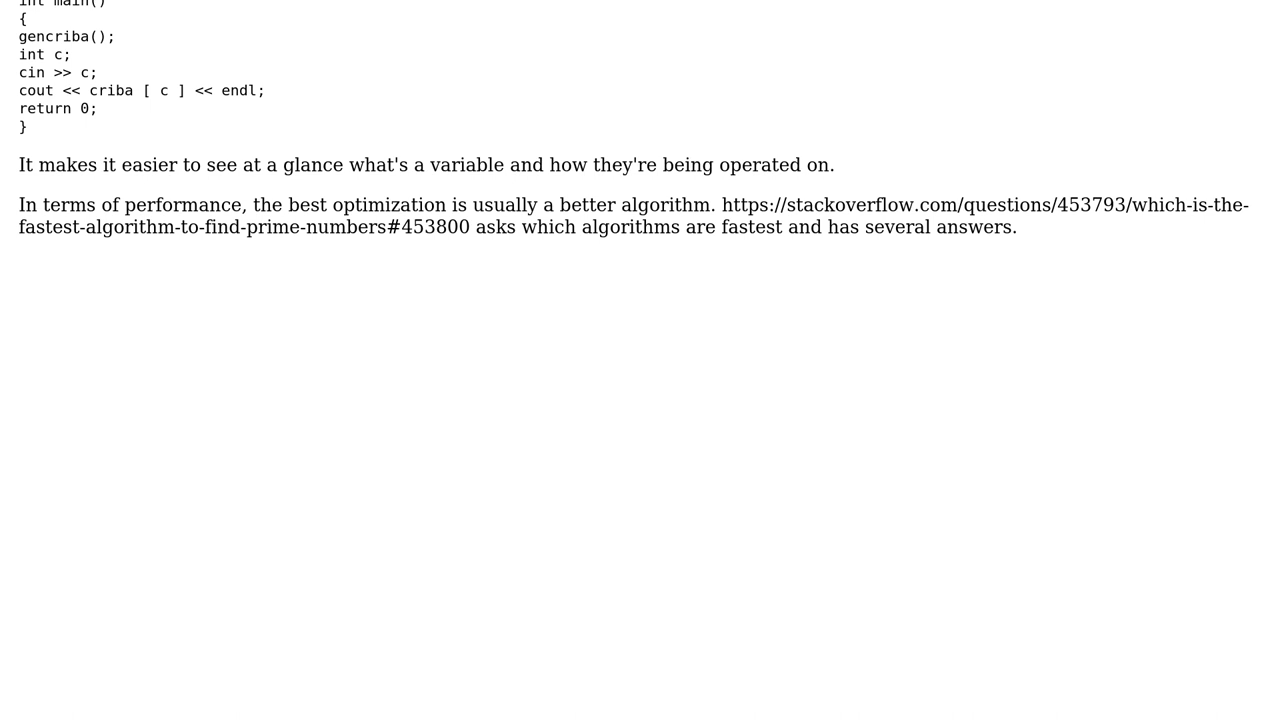 int main()
{
gencriba();
int c;
cin >> c;
cout << criba [ c ] << endl;
return 0;
}
It makes it easier to see at a glance what's a variable and how they're being operated on.
In terms of performance, the best optimization is usually a better algorithm. https://stackoverflow.com/questions/453793/which-is-the-
fastest-algorithm-to-find-prime-numbers#453800 asks which algorithms are fastest and has several answers.